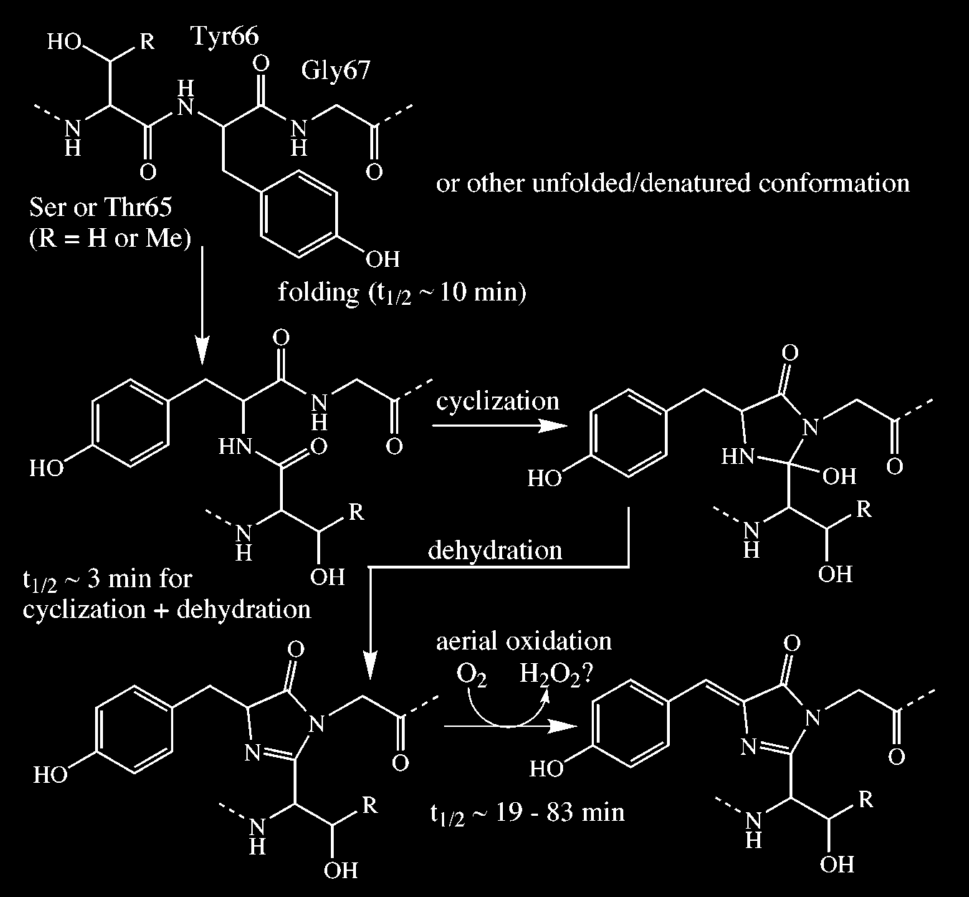 HO
R
Tyr66
O
Gly67
H
N
N
H
O
N
H
O
or other unfolded/denatured conformation
Ser or Thr65
(R = H or Me)
OH
folding (t1/2 ~ 10 min)
O
O
N
H
cyclization
O
N
HO
HN
O
O
HN
OH
HO
N
H
R
OH
N
H
R
OH
dehydration
t1/2 ~ 3 min for
cyclization + dehydration
aerial oxidation
O2
H2O2?
O
O
N
N
N
O
HO
N
O
HO
t1/2 ~ 19 - 83 min
N
H
R
OH
N
H
R
OH